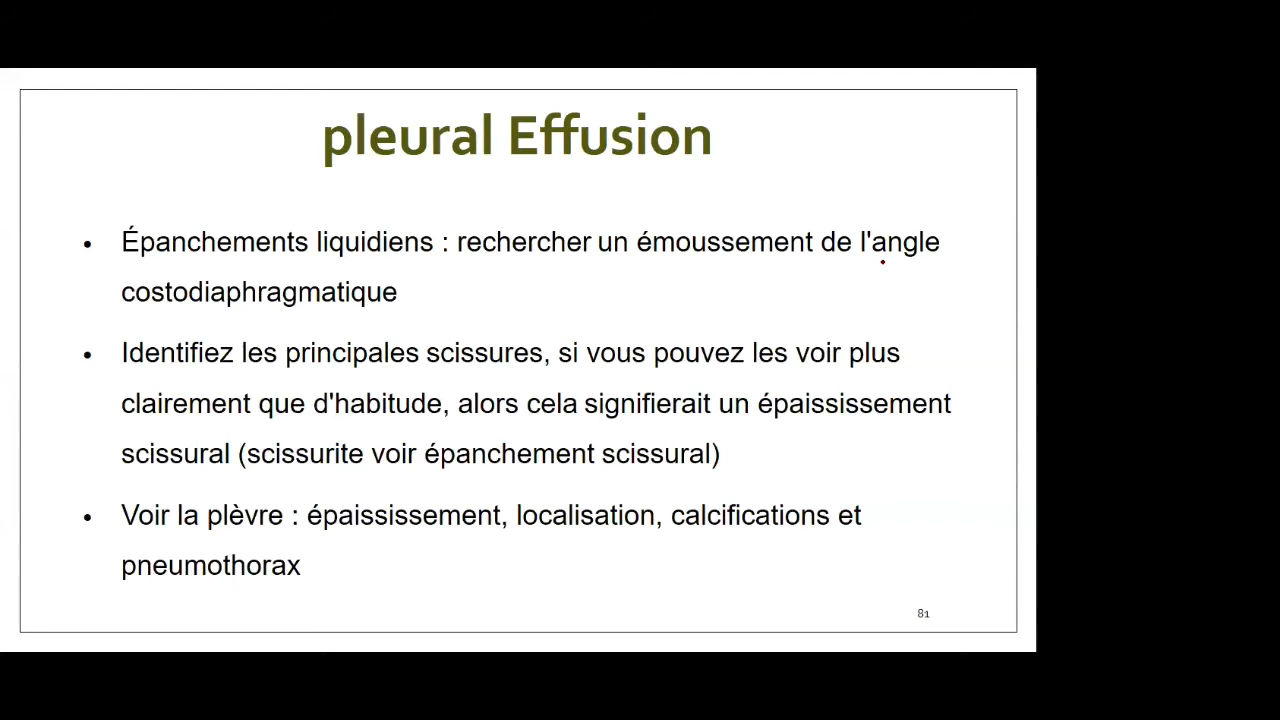 pleural Effusion
• Épanchements liquidiens : rechercher un émoussement de l'angle
costodiaphragmatique
• Identifiez les principales scissures, si vous pouvez les voir plus
clairement que d'habitude, alors cela signifierait un épaississement
scissural (scissurite voir épanchement scissural)
• Voir la plèvre : épaississement, localisation, calcifications et
pneumothorax
81